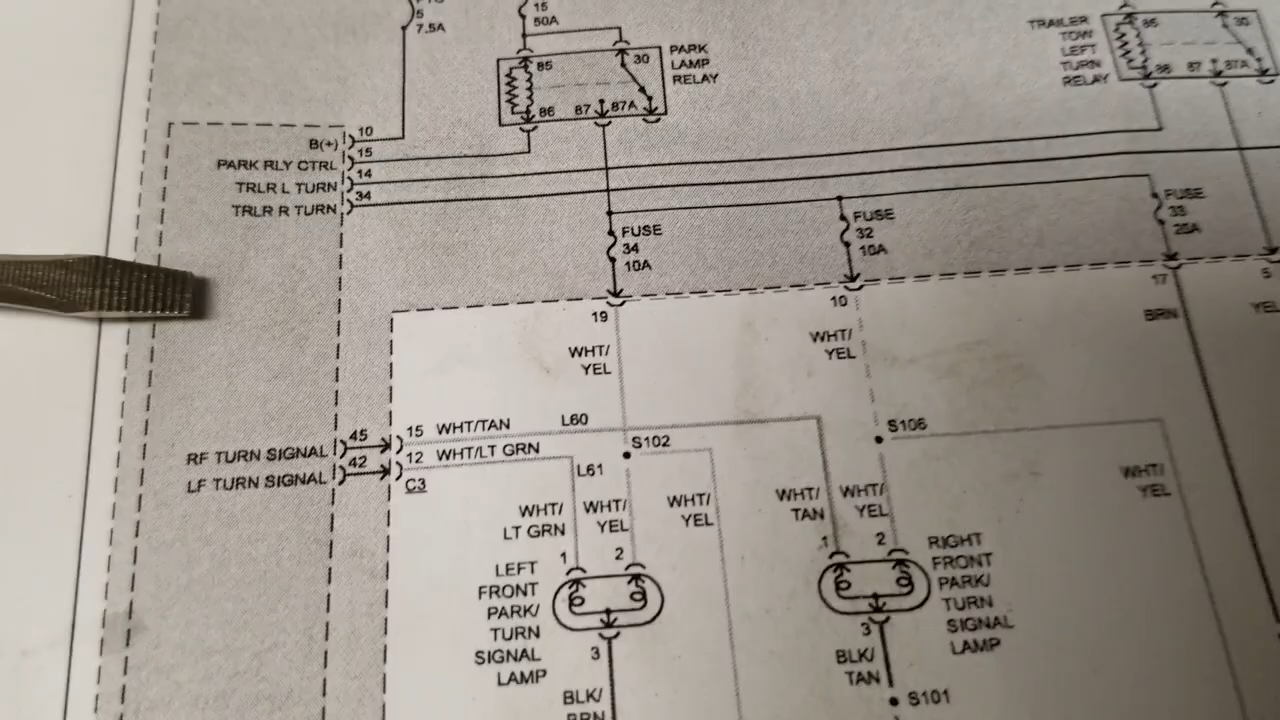 5
7.5A
15
50A
PARK
LAMP
RELAY
85
30
86
87
87A
TRAILER
TOW
LEFT
TURN
RELAY
85
30
86
87
87A
B(+)
10
PARK RLY CTRL
15
TRLR L TURN
14
TRLR R TURN
34
FUSE
34
10A
FUSE
32
10A
FUSE
33
20A
19
10
17
5
WHT/
YEL
WHT/
YEL
BRN
YEL
RF TURN SIGNAL
45
15
WHT/TAN
L60
LF TURN SIGNAL
42
12
WHT/LT GRN
L61
C3
S102
S106
WHT/
LT GRN
WHT/
YEL
WHT/
YEL
WHT/
TAN
WHT/
YEL
WHT/
YEL
1
2
LEFT
FRONT
PARK/
TURN
SIGNAL
LAMP
3
BLK/
BRN
1
2
RIGHT
FRONT
PARK/
TURN
SIGNAL
LAMP
3
BLK/
TAN
S101